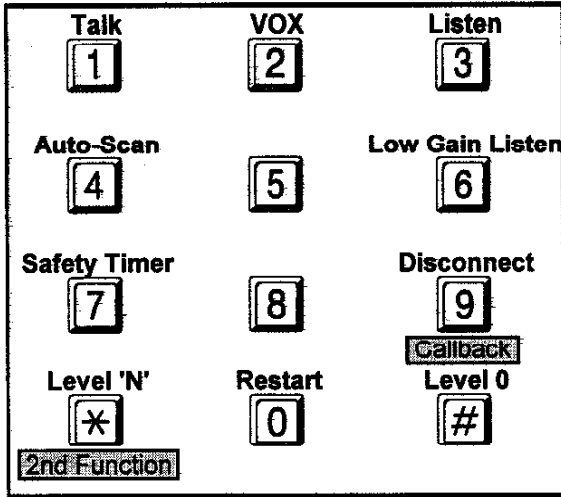 Talk VOX Listen
1 2 3
Auto-Scan Low Gain Listen
4 5 6
Safety Timer Disconnect
7 8 9
Callback
Level 'N' Restart Level 0
* 0 #
2nd Function